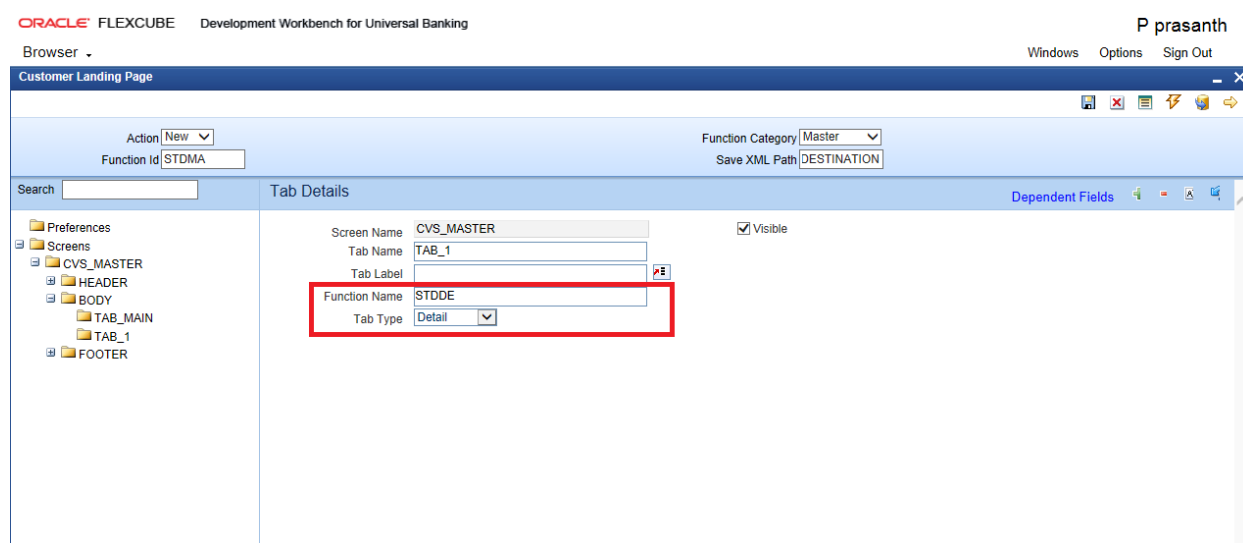 ORACLE FLEXCUBE Development Workbench for Universal Banking P prasanth
Browser Windows Options Sign Out
Customer Landing Page
Action New Function Category Master
Function Id STDMA Save XML Path DESTINATION
Search Tab Details Dependent Fields
Preferences
Screens
CVS_MASTER
HEADER
BODY
TAB_MAIN
TAB_1
FOOTER
Screen Name CVS_MASTER Visible
Tab Name TAB_1
Tab Label
Function Name STDDE
Tab Type Detail